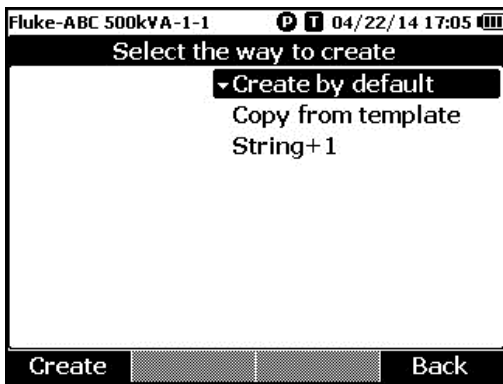 Fluke-ABC 500kVA-1-1 P T 04/22/14 17:05
Select the way to create
Create by default
Copy from template
String+1
Create Back